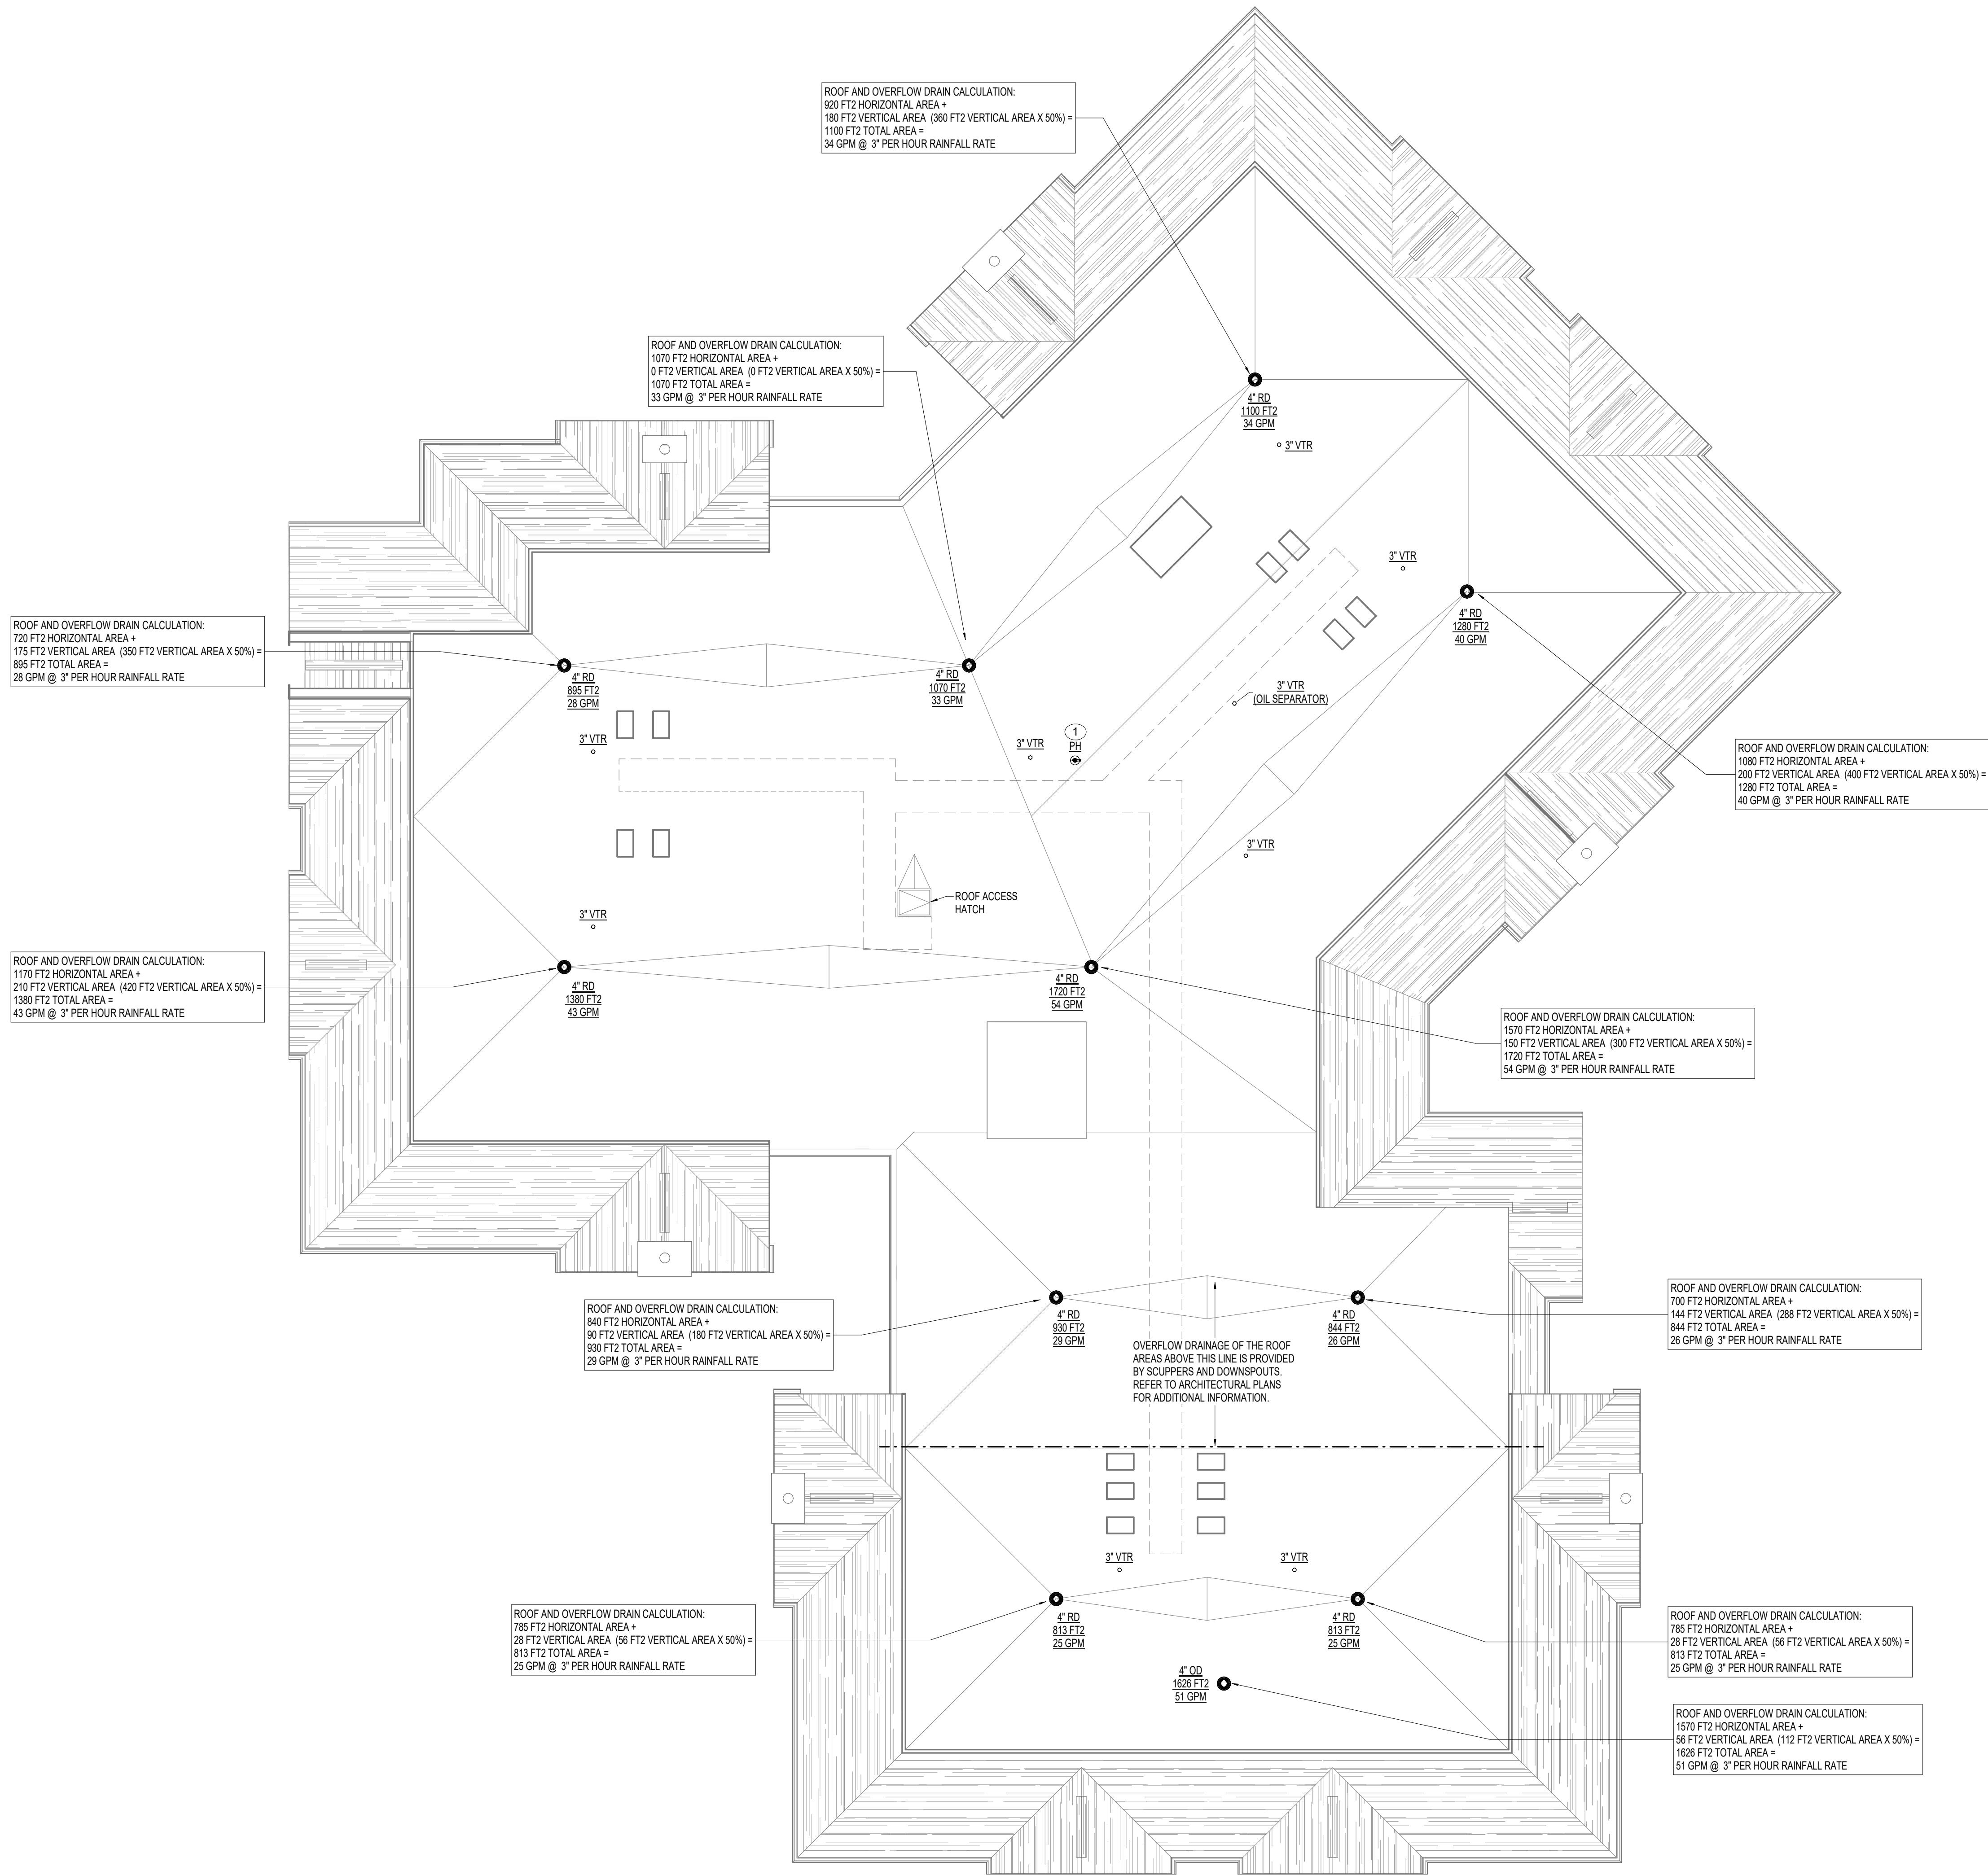 ROOF AND OVERFLOW DRAIN CALCULATION:
920 FT2 HORIZONTAL AREA +
180 FT2 VERTICAL AREA (360 FT2 VERTICAL AREA X 50%) =
1100 FT2 TOTAL AREA =
34 GPM @ 3" PER HOUR RAINFALL RATE
ROOF AND OVERFLOW DRAIN CALCULATION:
1070 FT2 HORIZONTAL AREA +
0 FT2 VERTICAL AREA (0 FT2 VERTICAL AREA X 50%) =
1070 FT2 TOTAL AREA =
33 GPM @ 3" PER HOUR RAINFALL RATE
4" RD
1100 FT2
34 GPM
3" VTR
3" VTR
ROOF AND OVERFLOW DRAIN CALCULATION:
720 FT2 HORIZONTAL AREA +
175 FT2 VERTICAL AREA (350 FT2 VERTICAL AREA X 50%) =
895 FT2 TOTAL AREA =
28 GPM @ 3" PER HOUR RAINFALL RATE
4" RD
1280 FT2
40 GPM
4" RD
895 FT2
28 GPM
4" RD
1070 FT2
33 GPM
3" VTR
(OIL SEPARATOR)
3" VTR
3" VTR
1
PH
ROOF AND OVERFLOW DRAIN CALCULATION:
1080 FT2 HORIZONTAL AREA +
200 FT2 VERTICAL AREA (400 FT2 VERTICAL AREA X 50%) =
1280 FT2 TOTAL AREA =
40 GPM @ 3" PER HOUR RAINFALL RATE
3" VTR
ROOF ACCESS
HATCH
3" VTR
ROOF AND OVERFLOW DRAIN CALCULATION:
1170 FT2 HORIZONTAL AREA +
210 FT2 VERTICAL AREA (420 FT2 VERTICAL AREA X 50%) =
1380 FT2 TOTAL AREA =
43 GPM @ 3" PER HOUR RAINFALL RATE
4" RD
1380 FT2
43 GPM
4" RD
1720 FT2
54 GPM
ROOF AND OVERFLOW DRAIN CALCULATION:
1570 FT2 HORIZONTAL AREA +
150 FT2 VERTICAL AREA (300 FT2 VERTICAL AREA X 50%) =
1720 FT2 TOTAL AREA =
54 GPM @ 3" PER HOUR RAINFALL RATE
ROOF AND OVERFLOW DRAIN CALCULATION:
840 FT2 HORIZONTAL AREA +
90 FT2 VERTICAL AREA (180 FT2 VERTICAL AREA X 50%) =
930 FT2 TOTAL AREA =
29 GPM @ 3" PER HOUR RAINFALL RATE
4" RD
930 FT2
29 GPM
OVERFLOW DRAINAGE OF THE ROOF
AREAS ABOVE THIS LINE IS PROVIDED
BY SCUPPERS AND DOWNSPOUTS.
REFER TO ARCHITECTURAL PLANS
FOR ADDITIONAL INFORMATION.
4" RD
844 FT2
26 GPM
ROOF AND OVERFLOW DRAIN CALCULATION:
700 FT2 HORIZONTAL AREA +
144 FT2 VERTICAL AREA (288 FT2 VERTICAL AREA X 50%) =
844 FT2 TOTAL AREA =
26 GPM @ 3" PER HOUR RAINFALL RATE
3" VTR
3" VTR
ROOF AND OVERFLOW DRAIN CALCULATION:
785 FT2 HORIZONTAL AREA +
28 FT2 VERTICAL AREA (56 FT2 VERTICAL AREA X 50%) =
813 FT2 TOTAL AREA =
25 GPM @ 3" PER HOUR RAINFALL RATE
4" RD
813 FT2
25 GPM
4" RD
813 FT2
25 GPM
ROOF AND OVERFLOW DRAIN CALCULATION:
785 FT2 HORIZONTAL AREA +
28 FT2 VERTICAL AREA (56 FT2 VERTICAL AREA X 50%) =
813 FT2 TOTAL AREA =
25 GPM @ 3" PER HOUR RAINFALL RATE
4" OD
1626 FT2
51 GPM
ROOF AND OVERFLOW DRAIN CALCULATION:
1570 FT2 HORIZONTAL AREA +
56 FT2 VERTICAL AREA (112 FT2 VERTICAL AREA X 50%) =
1626 FT2 TOTAL AREA =
51 GPM @ 3" PER HOUR RAINFALL RATE